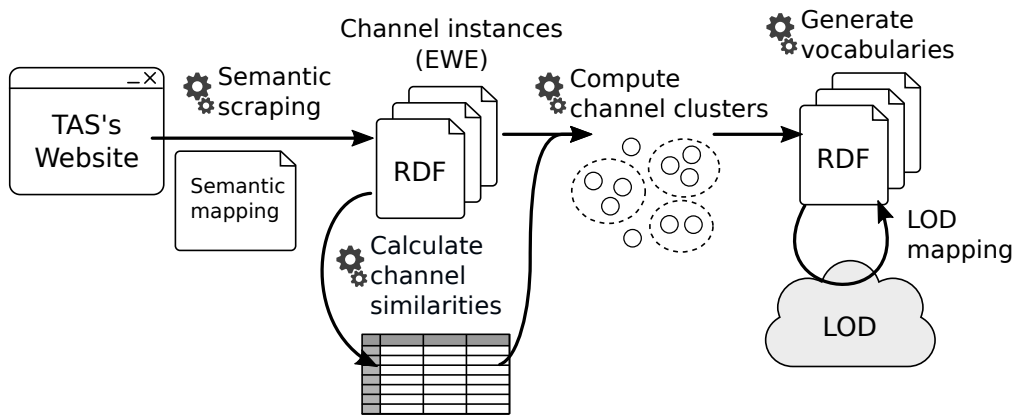 TAS's
Website
Semantic
scraping
Semantic
mapping
Channel instances
(EWE)
RDF
Calculate
channel
similarities
Compute
channel clusters
Generate
vocabularies
RDF
LOD
mapping
LOD